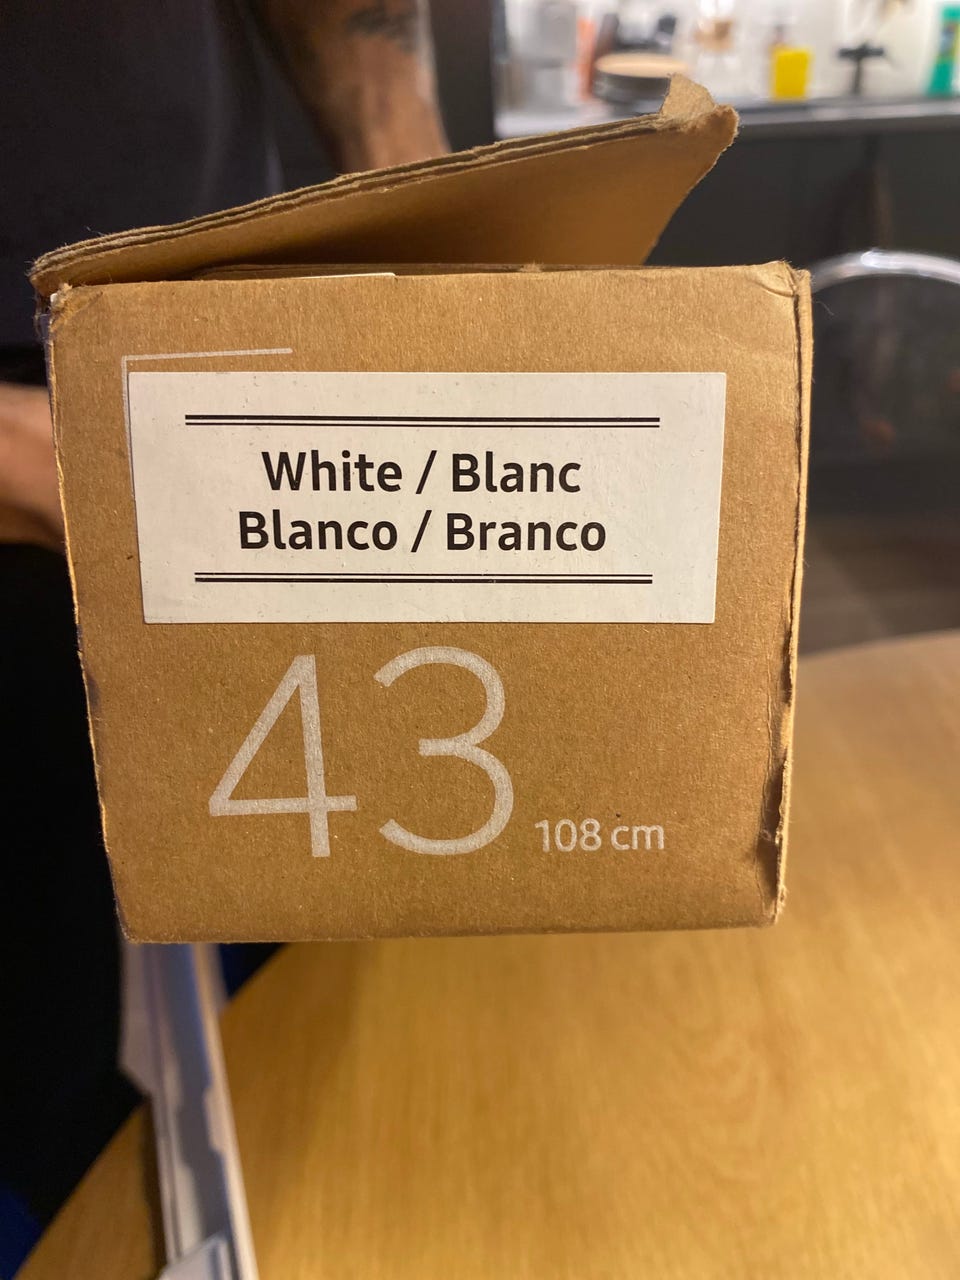 White / Blanc
Blanco / Branco
43 108 cm